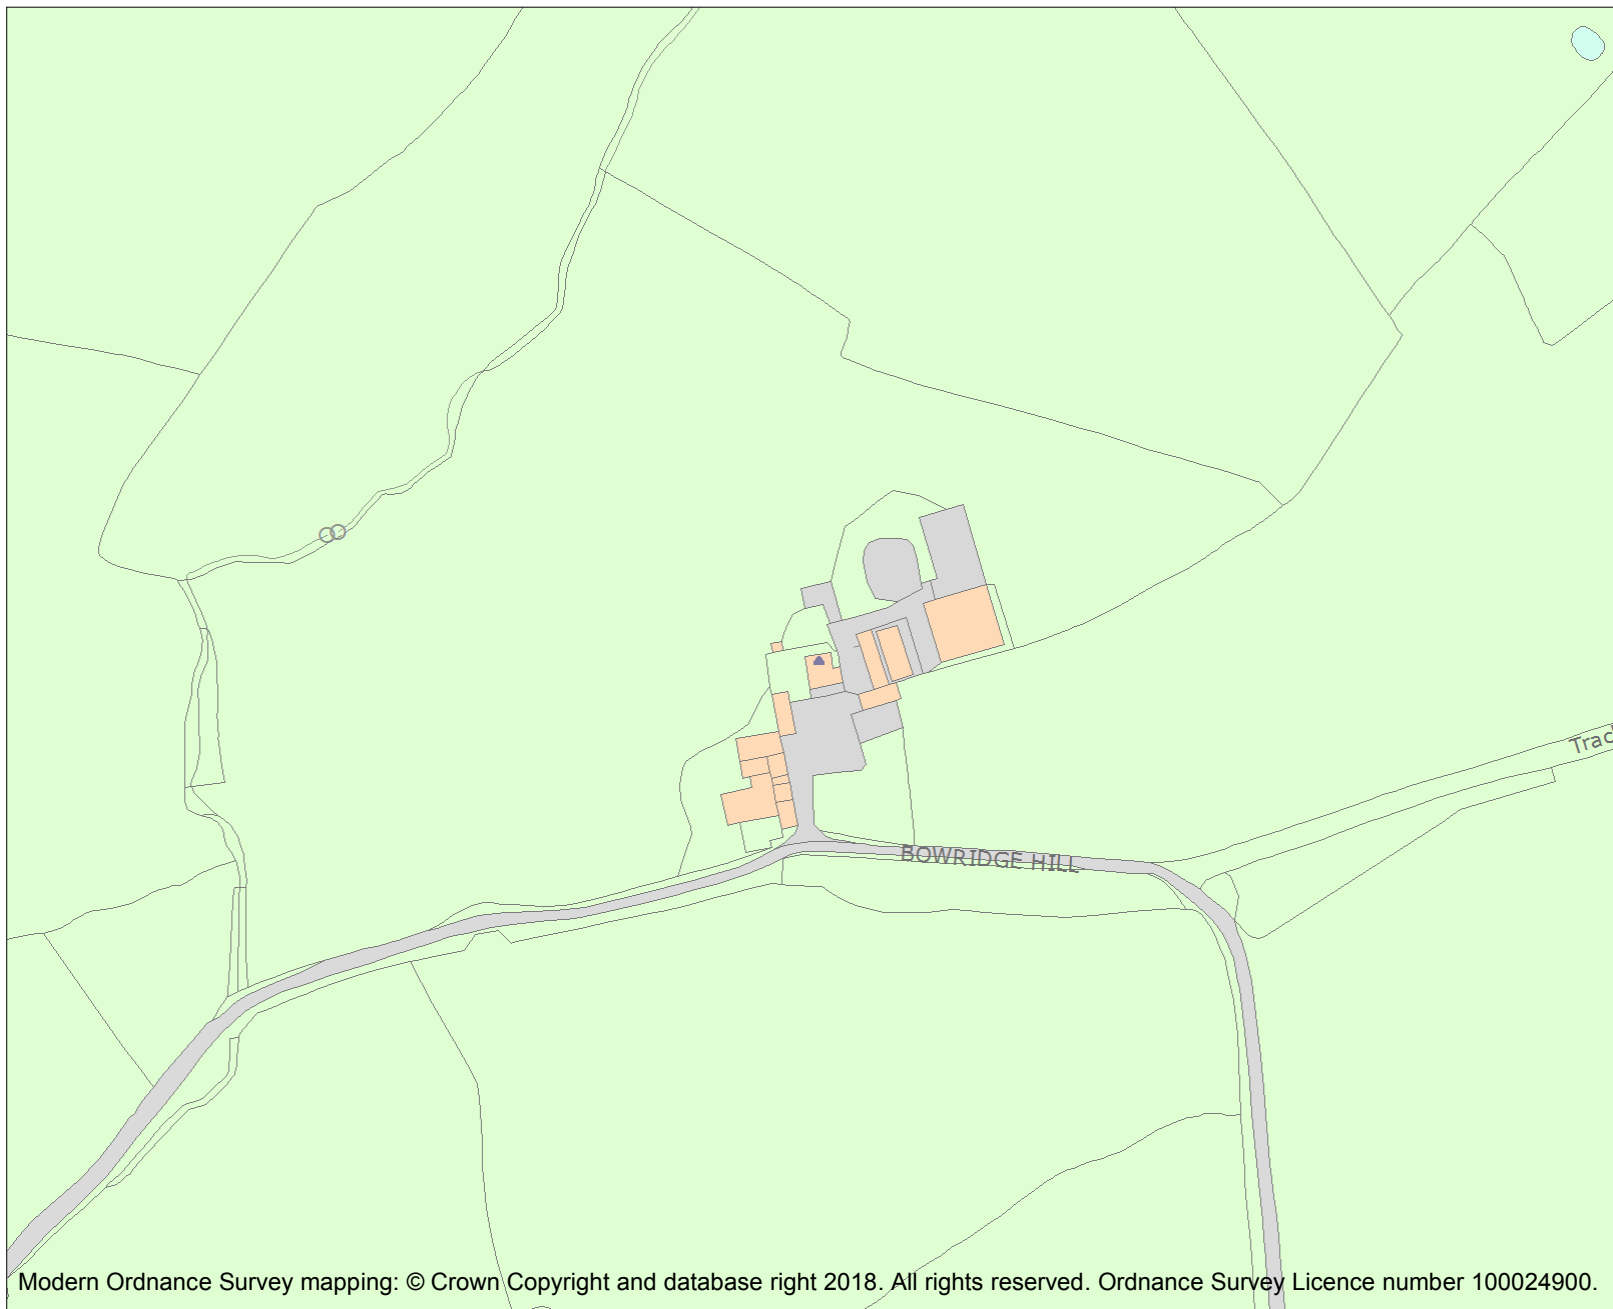 Trac
BOWRIDGE HILL
Modern Ordnance Survey mapping: © Crown Copyright and database right 2018. All rights reserved. Ordnance Survey Licence number 100024900.